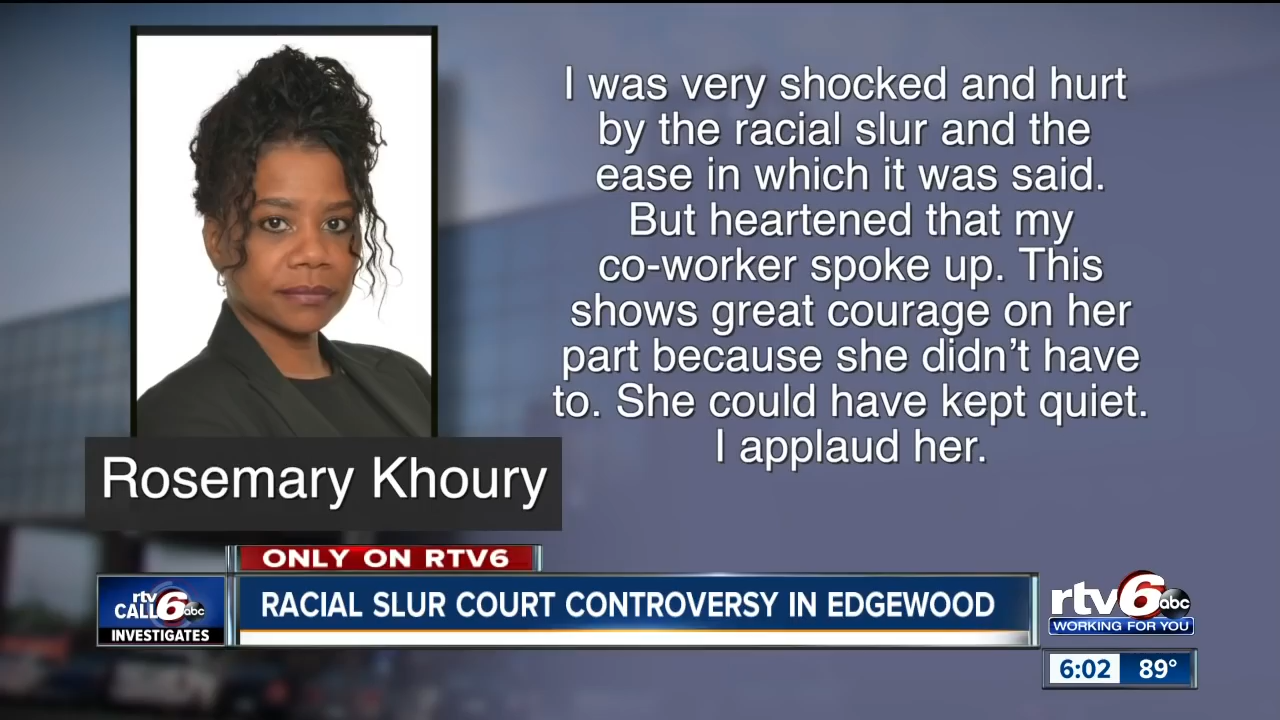 I was very shocked and hurt
by the racial slur and the
ease in which it was said.
But heartened that my
co-worker spoke up. This
shows great courage on her
part because she didn't have
to. She could have kept quiet.
I applaud her.
Rosemary Khoury
ONLY ON RTV6
rtv
CALL 6 abc
INVESTIGATES
RACIAL SLUR COURT CONTROVERSY IN EDGEWOOD
rtv6 abc
WORKING FOR YOU
6:02 89°